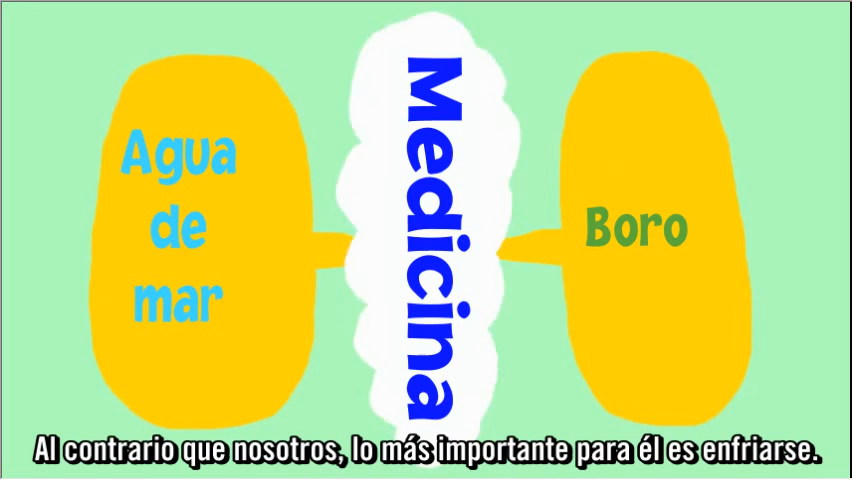 Agua
de
mar
Medicina
Boro
Al contrario que nosotros, lo más importante para él es enfriarse.